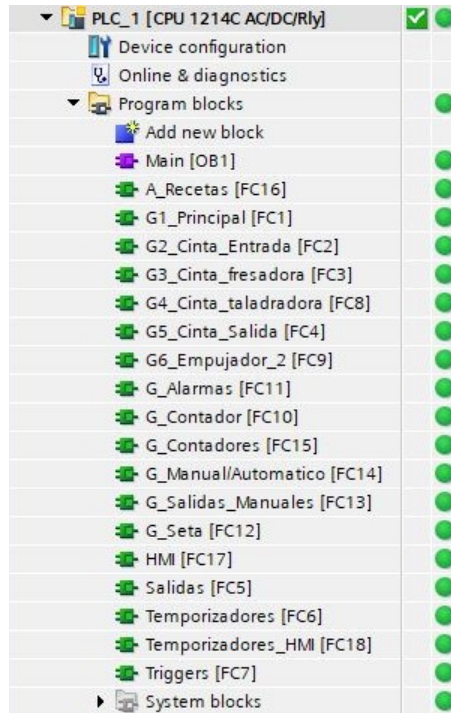 PLC_1 [CPU 1214C AC/DC/Rly]
Device configuration
Online & diagnostics
Program blocks
Add new block
Main [OB1]
A_Recetas [FC16]
G1_Principal [FC1]
G2_Cinta_Entrada [FC2]
G3_Cinta_fresadora [FC3]
G4_Cinta_taladradora [FC8]
G5_Cinta_Salida [FC4]
G6_Empujador_2 [FC9]
G_Alarmas [FC11]
G_Contador [FC10]
G_Contadores [FC15]
G_Manual/Automatico [FC14]
G_Salidas_Manuales [FC13]
G_Seta [FC12]
HMI [FC17]
Salidas [FC5]
Temporizadores [FC6]
Temporizadores_HMI [FC18]
Triggers [FC7]
System blocks